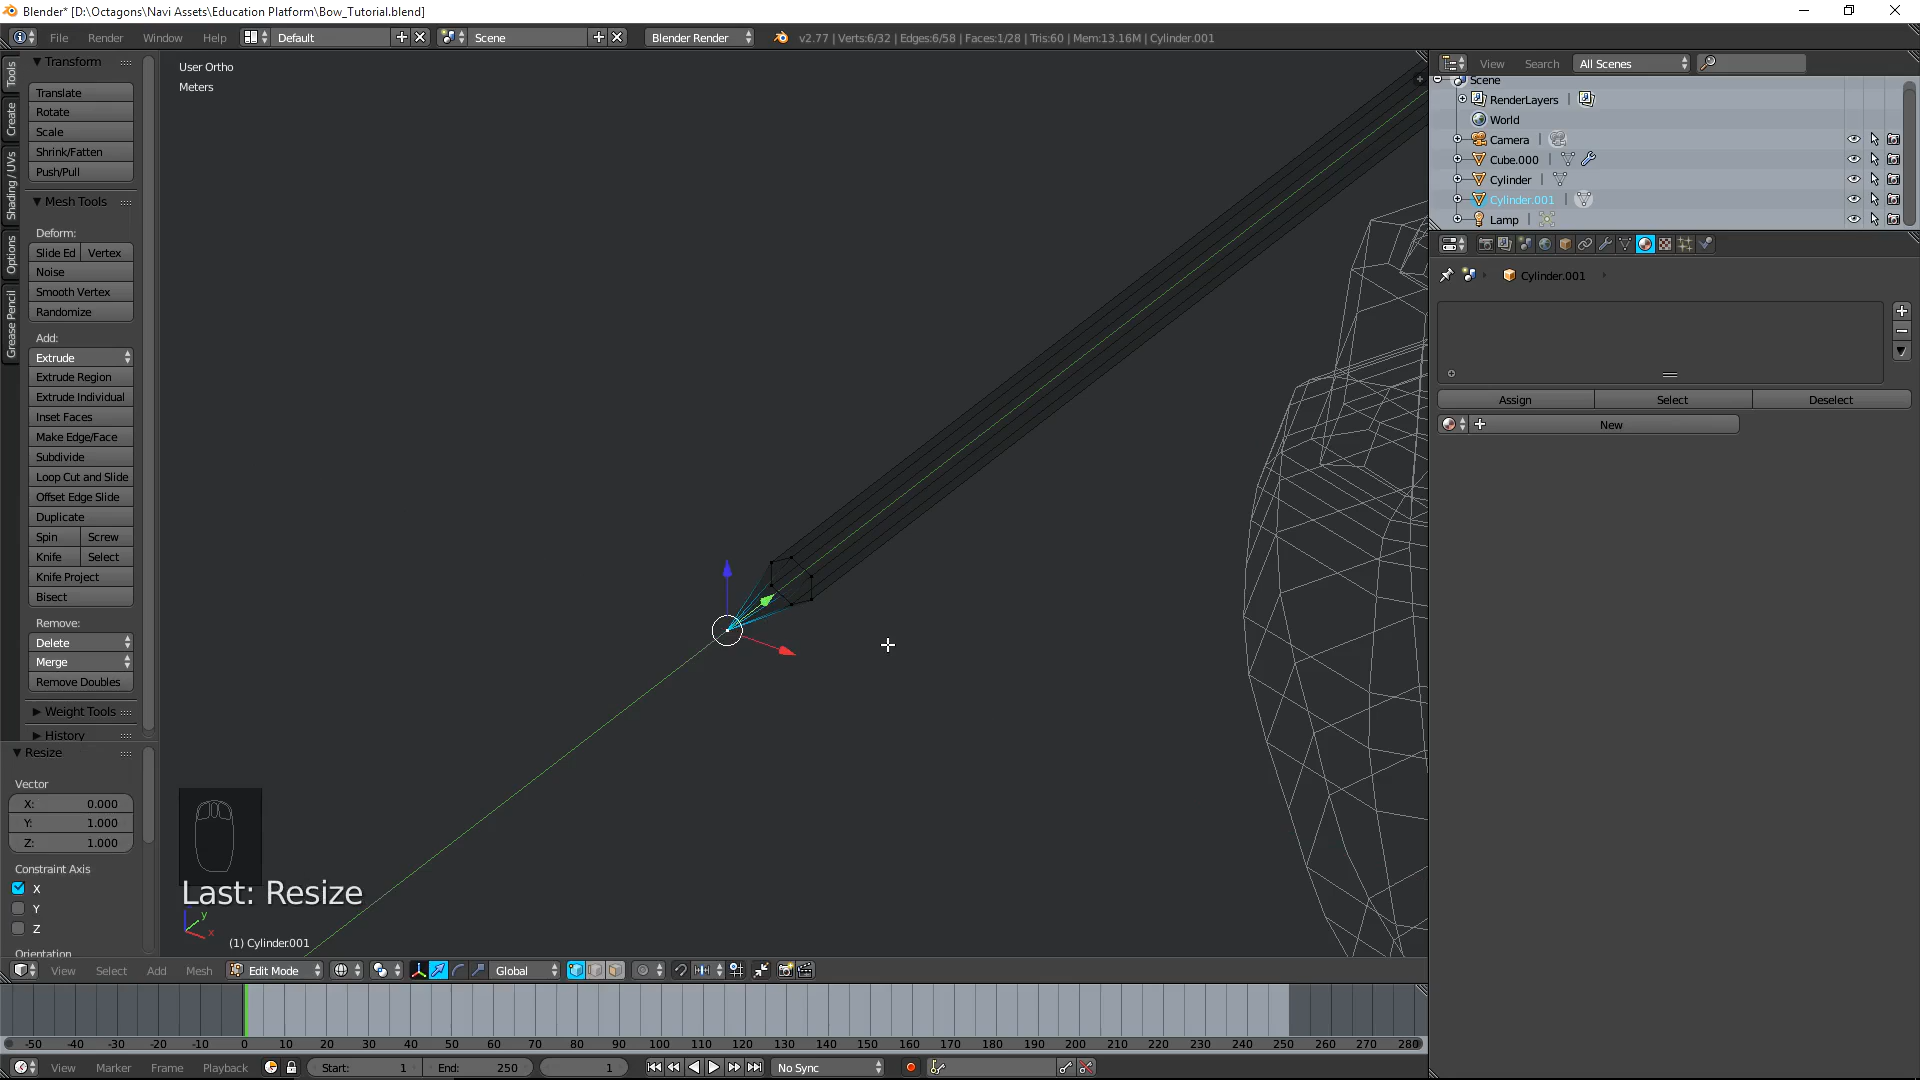 Blender* [D:\Octagons\Navi Assets\Education Platform\Bow_Tutorial.blend]
File Render Window Help Default Scene Blender Render v2.77 | Verts:6/32 | Edges:6/58 | Faces:1/28 | Tris:60 | Mem:13.16M | Cylinder.001
Tools
Create
Shading / UVs
Options
Grease Pencil
Transform
Translate
Rotate
Scale
Shrink/Fatten
Push/Pull
Mesh Tools
Deform:
Slide Ed Vertex
Noise
Smooth Vertex
Randomize
Add:
Extrude
Extrude Region
Extrude Individual
Inset Faces
Make Edge/Face
Subdivide
Loop Cut and Slide
Offset Edge Slide
Duplicate
Spin Screw
Knife Select
Knife Project
Bisect
Remove:
Delete
Merge
Remove Doubles
Weight Tools
History
Resize
Vector
X: 0.000
Y: 1.000
Z: 1.000
Constraint Axis
X
Y
Z
Orientation
User Ortho
Meters
Last: Resize
y
x
(1) Cylinder.001
View Select Add Mesh Edit Mode Global
-50 -40 -30 -20 -10 0 10 20 30 40 50 60 70 80 90 100 110 120 130 140 150 160 170 180 190 200 210 220 230 240 250 260 270 280
View Marker Frame Playback Start: 1 End: 250 1 No Sync
View Search All Scenes
Scene
RenderLayers |
World
Camera |
Cube.000 |
Cylinder |
Cylinder.001 |
Lamp |
Cylinder.001
Assign Select Deselect
New